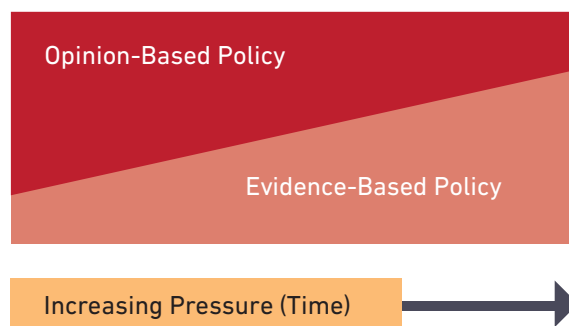 Opinion-Based Policy
Evidence-Based Policy
Increasing Pressure (Time)